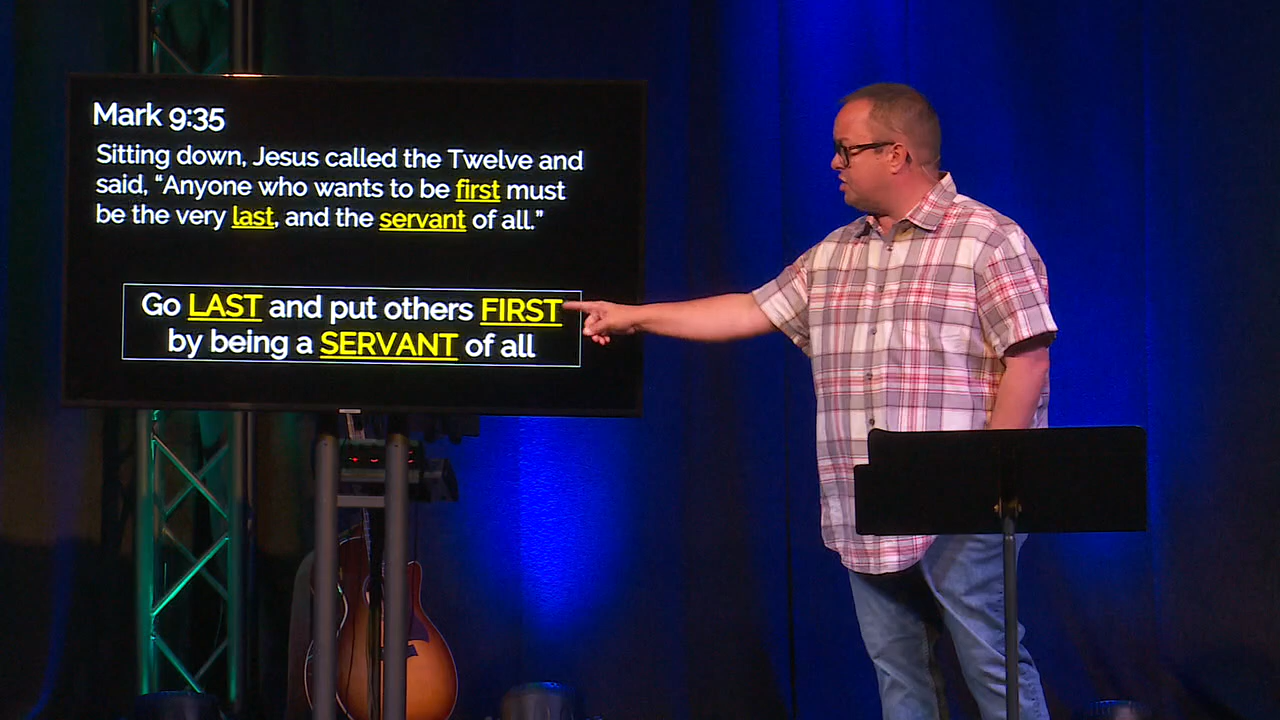 Mark 9:35
Sitting down, Jesus called the Twelve and
said, “Anyone who wants to be first must
be the very last, and the servant of all.”
Go LAST and put others FIRST
by being a SERVANT of all